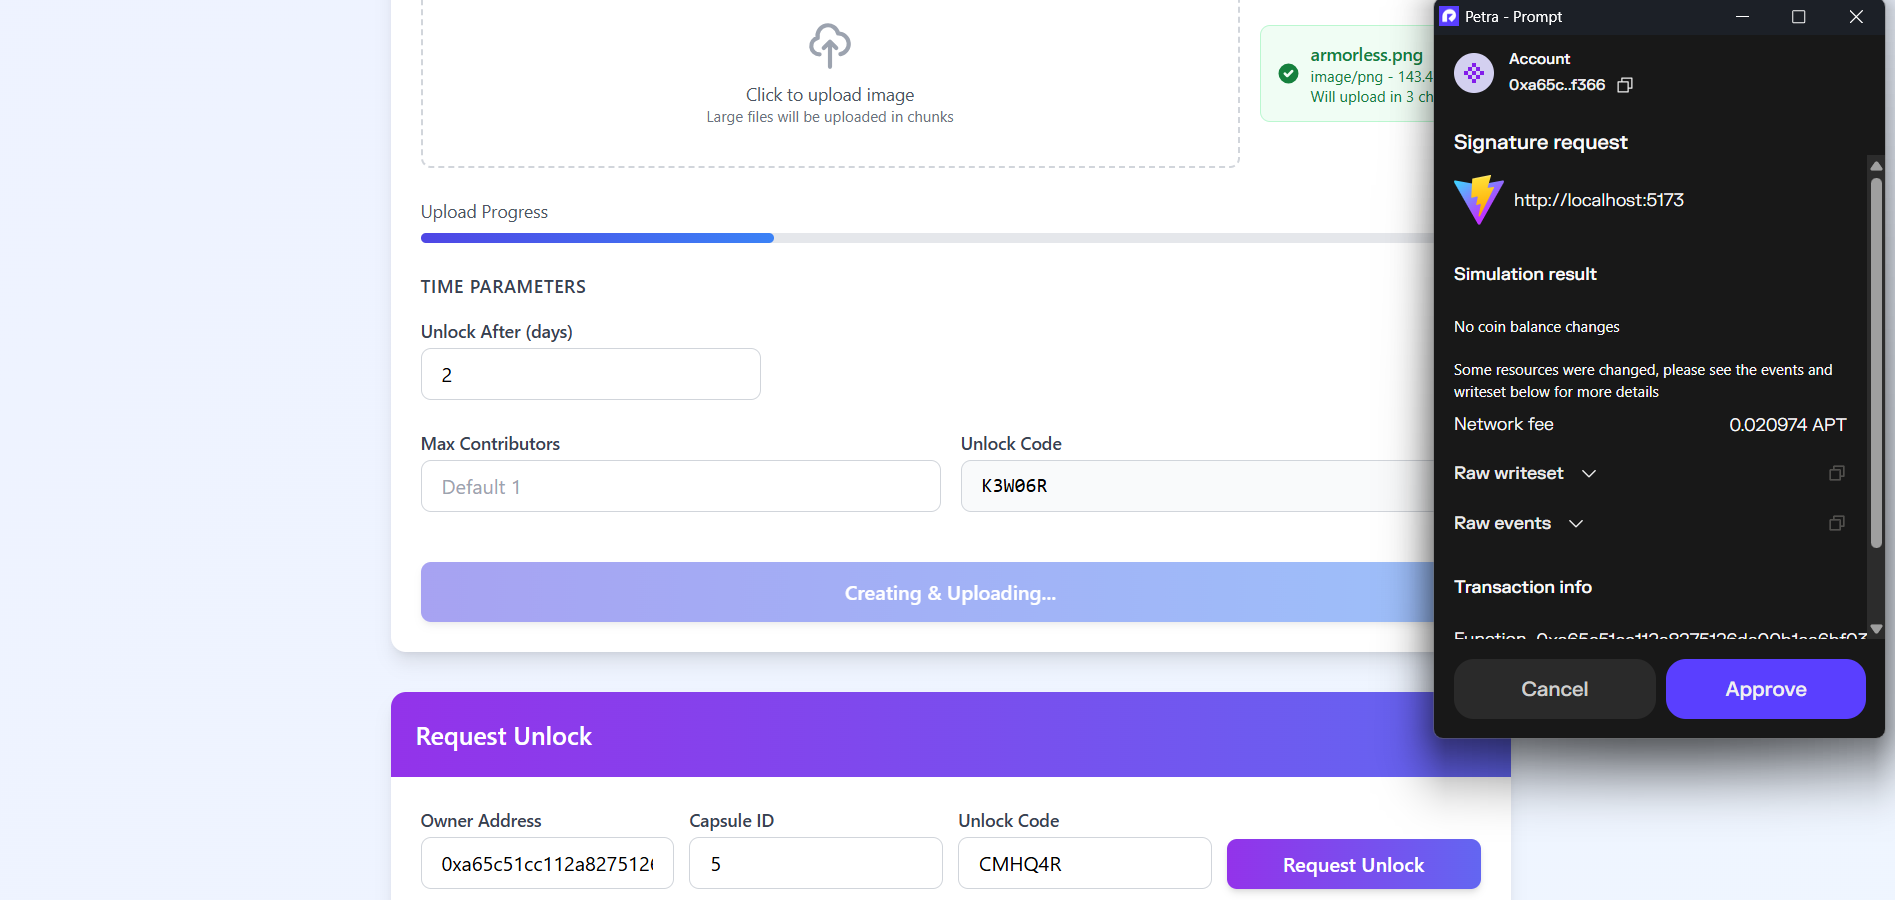 Click to upload image
Large files will be uploaded in chunks
armorless.png
image/png - 143.4
Will upload in 3 ch
Upload Progress
TIME PARAMETERS
Unlock After (days)
2
Max Contributors
Default 1
Unlock Code
K3W06R
Creating & Uploading...
Request Unlock
Owner Address
0xa65c51cc112a827512
Capsule ID
5
Unlock Code
CMHQ4R
Request Unlock
Petra - Prompt
Account
0xa65c..f366
Signature request
http://localhost:5173
Simulation result
No coin balance changes
Some resources were changed, please see the events and
writeset below for more details
Network fee
0.020974 APT
Raw writeset
Raw events
Transaction info
Function
Cancel
Approve